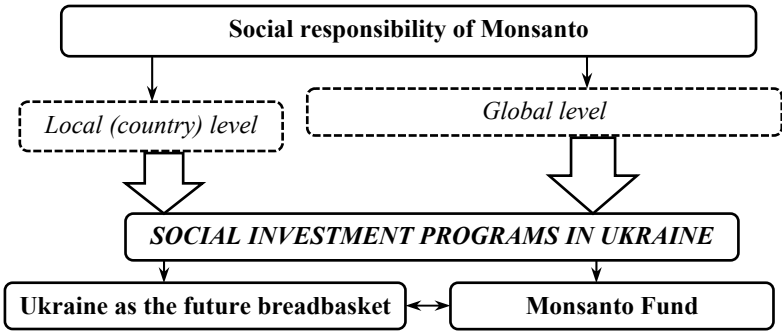 Social responsibility of Monsanto
Local (country) level
Global level
SOCIAL INVESTMENT PROGRAMS IN UKRAINE
Ukraine as the future breadbasket
Monsanto Fund